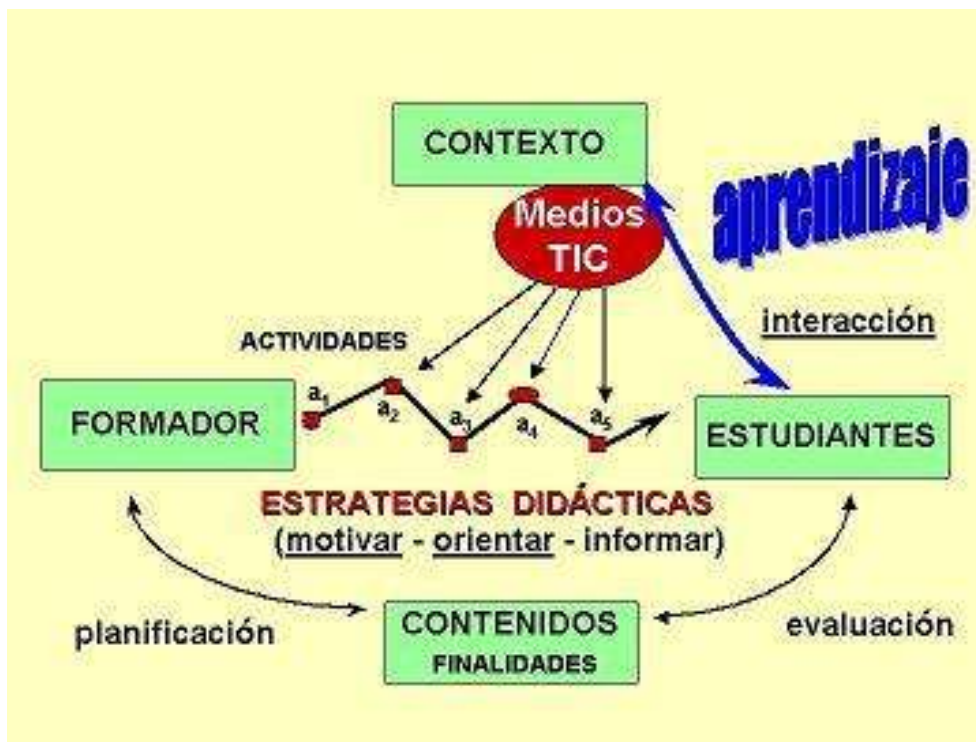 CONTEXTO
aprendizaje
Medios
TIC
interacción
ACTIVIDADES
FORMADOR
a1
a2
a3
a4
a5
ESTUDIANTES
ESTRATEGIAS DIDÁCTICAS
(motivar - orientar - informar)
planificación
CONTENIDOS
FINALIDADES
evaluación